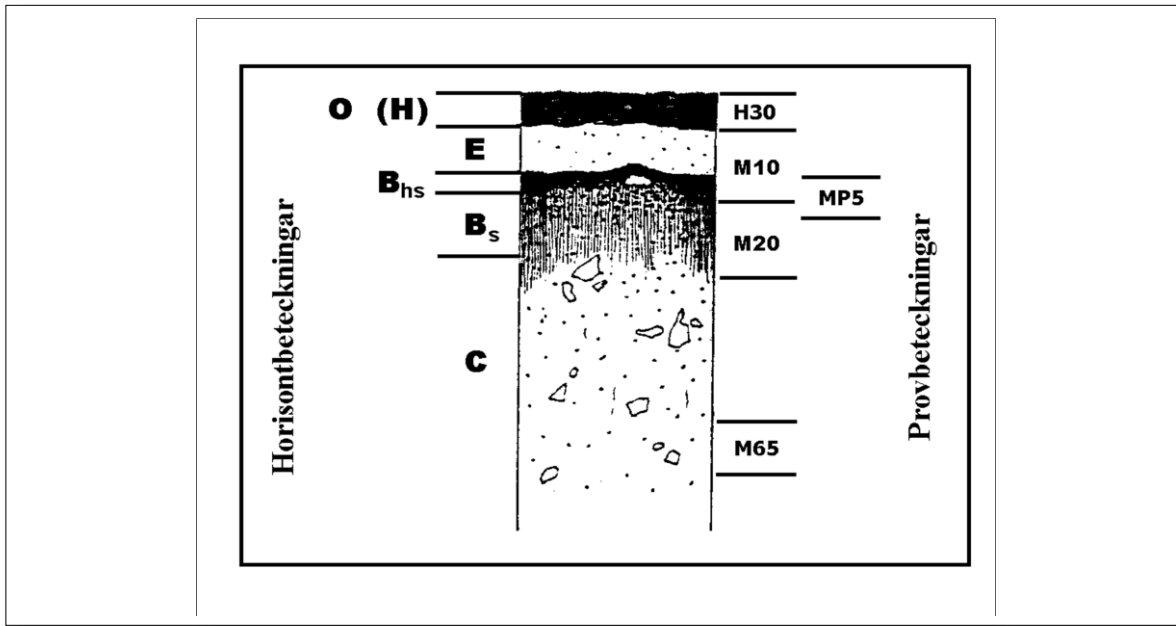 Horisontbeteckningar
O (H)
E
Bhs
Bs
C
H30
M10
MP5
M20
M65
Provbeteckningar